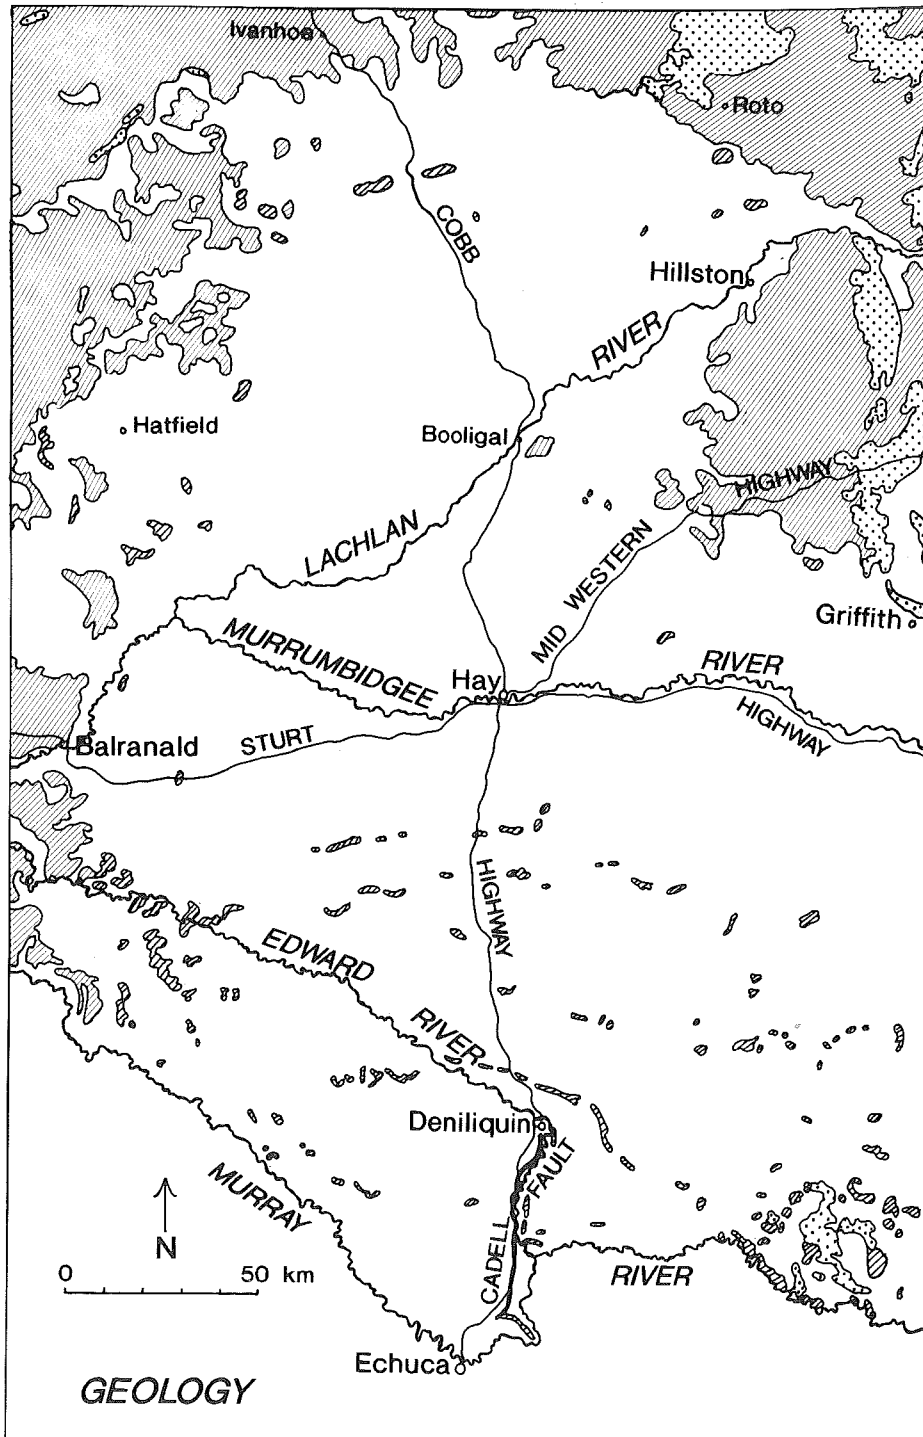 Ivanhoe
Roto
COBB
Hillston
RIVER
Hatfield
Booligal
HIGHWAY
LACHLAN
MID WESTERN
Griffith
MURRUMBIDGEE
Hay
RIVER
HIGHWAY
Balranald
STURT
HIGHWAY
EDWARD
RIVER
Deniliquin
FAULT
MURRAY
CADELL
N
RIVER
0 50 km
Echuca
GEOLOGY